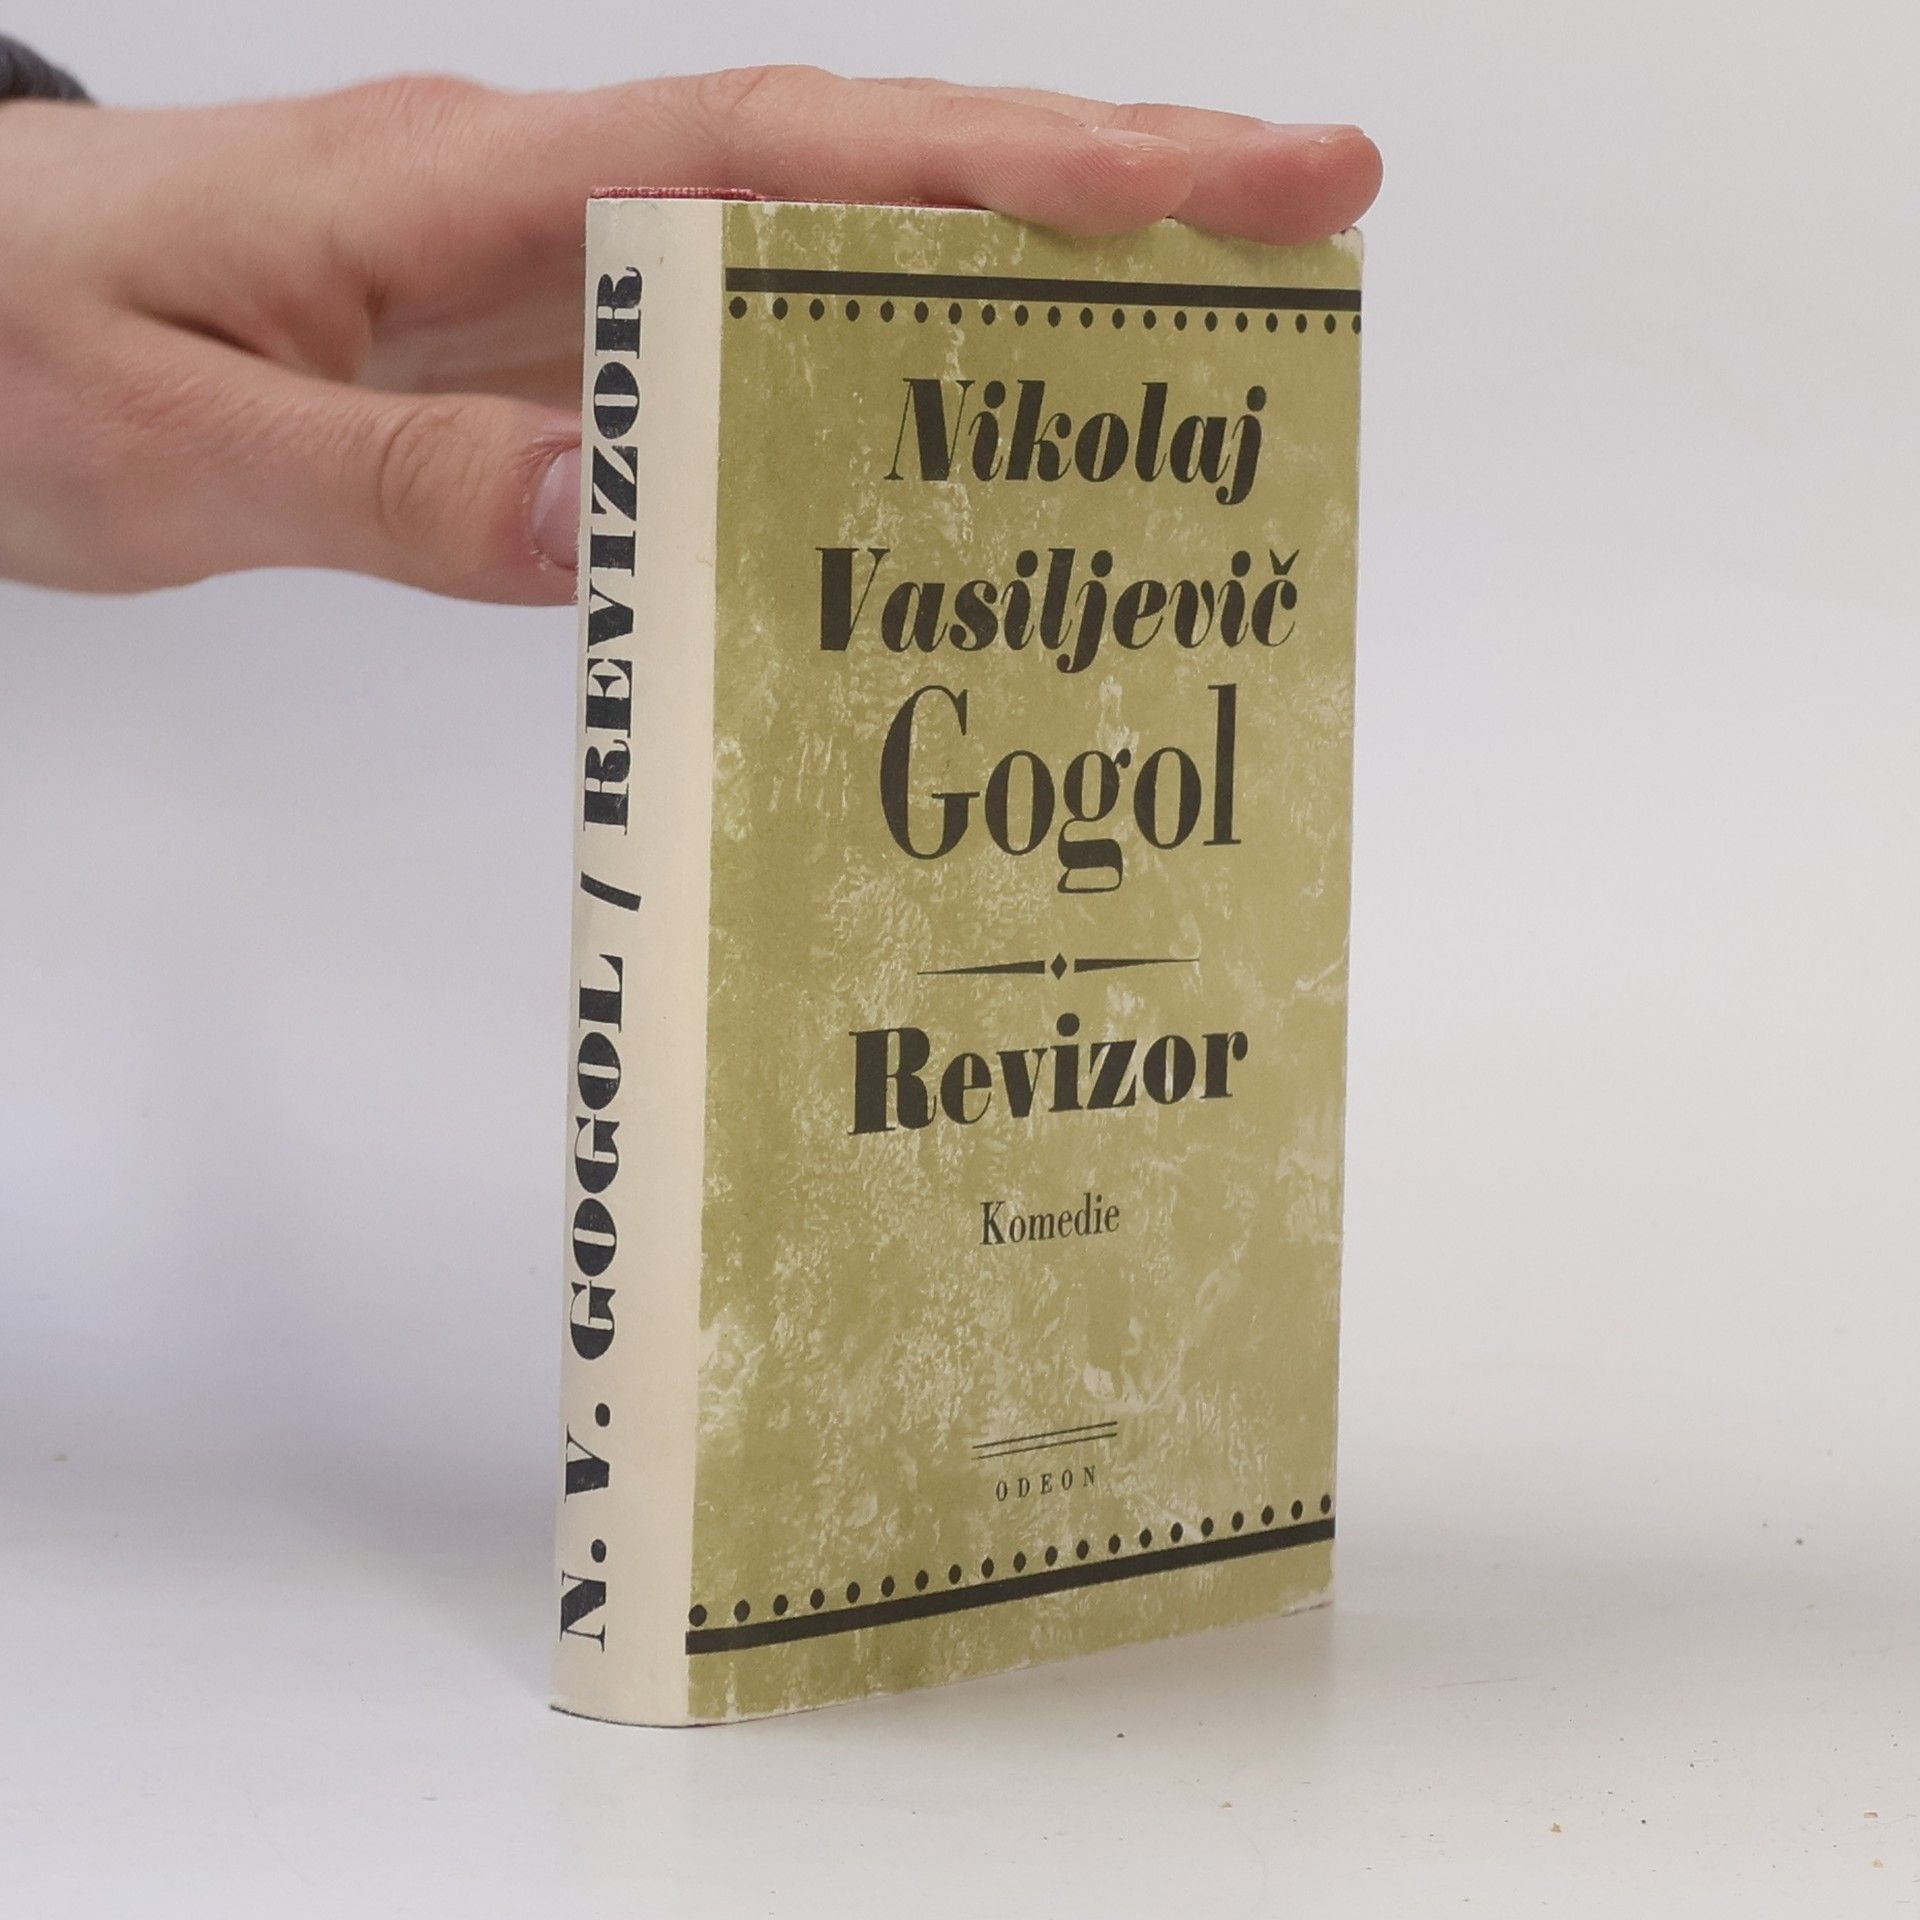 N. V. GOGOL / REVIZOR
Nikolaj
Vasiljevič
Gogol
Revizor
Komedie
ODEON